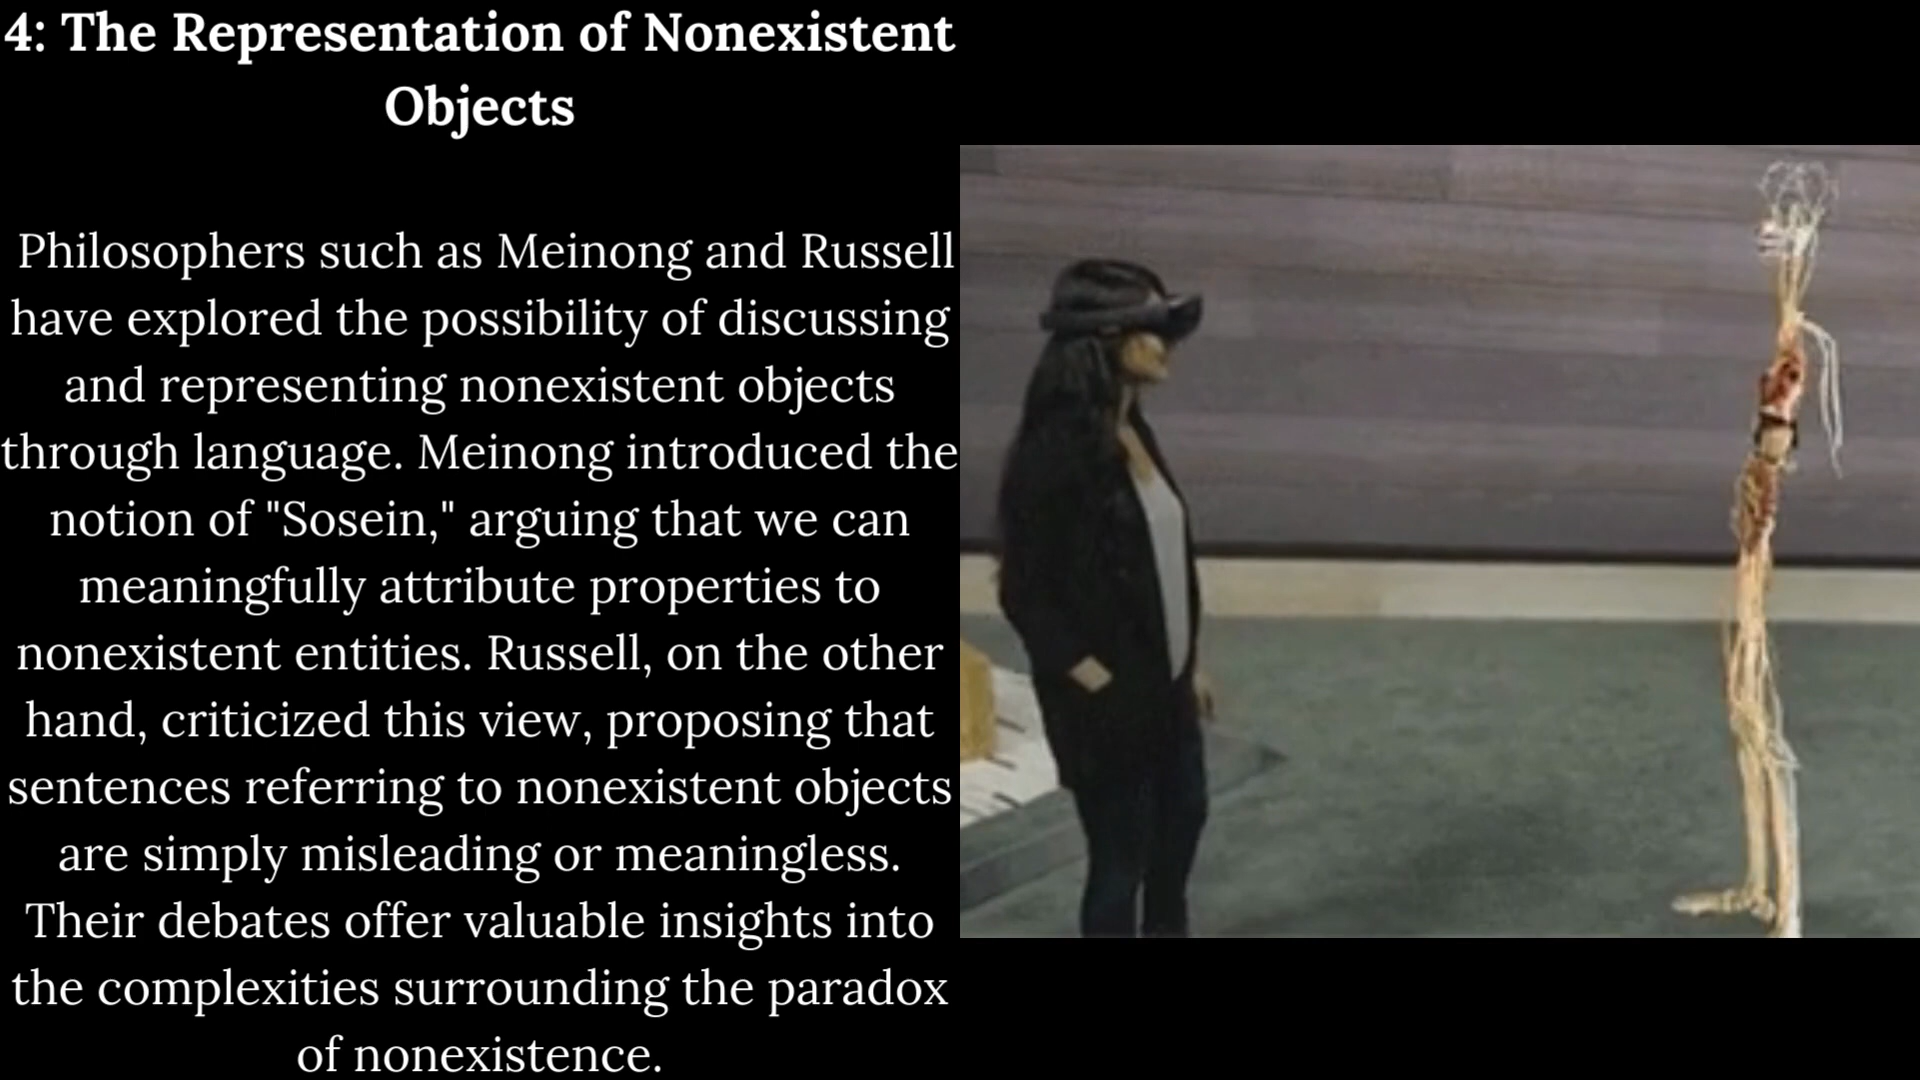 4: The Representation of Nonexistent
Objects
Philosophers such as Meinong and Russell
have explored the possibility of discussing
and representing nonexistent objects
through language. Meinong introduced the
notion of "Sosein," arguing that we can
meaningfully attribute properties to
nonexistent entities. Russell, on the other
hand, criticized this view, proposing that
sentences referring to nonexistent objects
are simply misleading or meaningless.
Their debates offer valuable insights into
the complexities surrounding the paradox
of nonexistence.